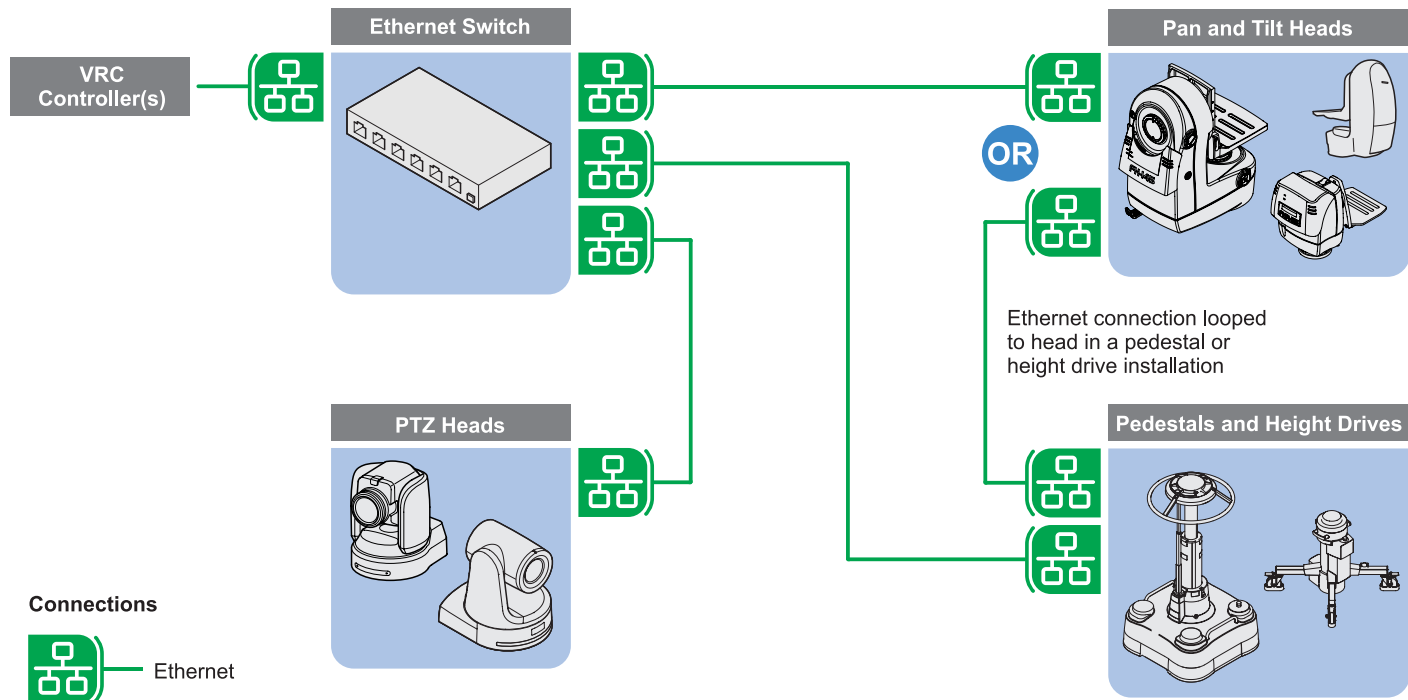 Ethernet Switch
Pan and Tilt Heads
VRC
Controller(s)
OR
Ethernet connection looped
to head in a pedestal or
height drive installation
PTZ Heads
Pedestals and Height Drives
Connections
Ethernet